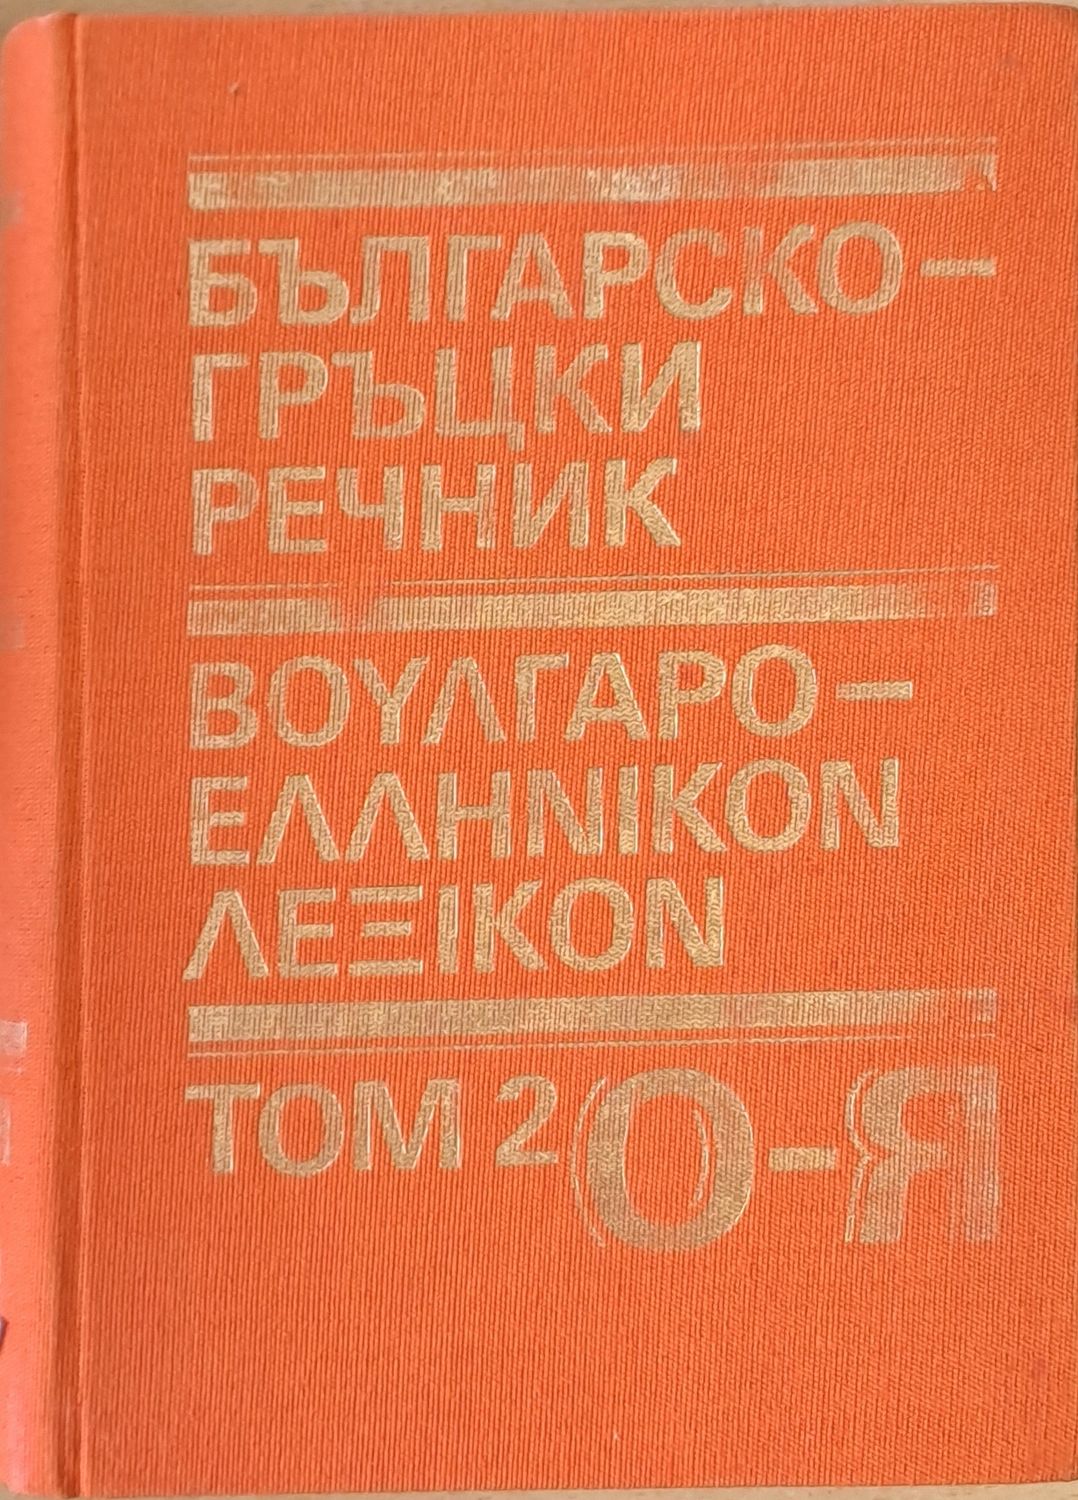 БЪЛГАРСКО–
ГРЪЦКИ
РЕЧНИК
ΒΟΥΛΓΑΡΟ–
ΕΛΛΗΝΙΚΟΝ
ΛΕΞΙΚΟΝ
ТОМ 2 О–Я